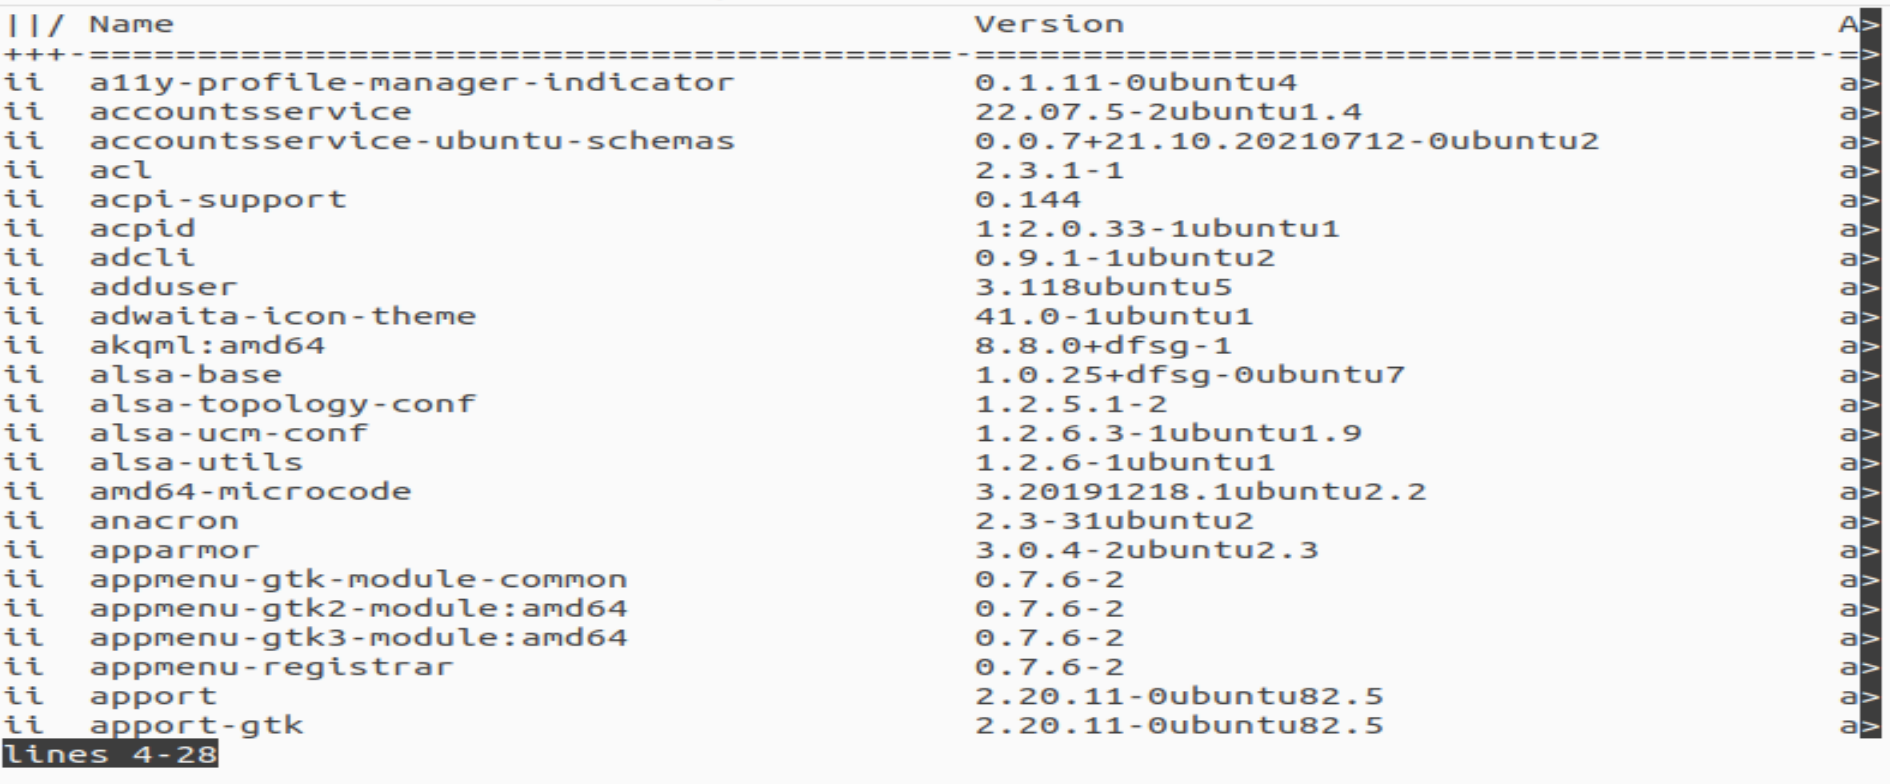 ||/ Name                                    Version                                 A>
+++-========================================-=======================================-=>
ii  a11y-profile-manager-indicator           0.1.11-0ubuntu4                         a>
ii  accountsservice                          22.07.5-2ubuntu1.4                      a>
ii  accountsservice-ubuntu-schemas           0.0.7+21.10.20210712-0ubuntu2           a>
ii  acl                                      2.3.1-1                                 a>
ii  acpi-support                             0.144                                   a>
ii  acpid                                    1:2.0.33-1ubuntu1                       a>
ii  adcli                                    0.9.1-1ubuntu2                          a>
ii  adduser                                  3.118ubuntu5                            a>
ii  adwaita-icon-theme                       41.0-1ubuntu1                           a>
ii  akqml:amd64                              8.8.0+dfsg-1                            a>
ii  alsa-base                                1.0.25+dfsg-0ubuntu7                    a>
ii  alsa-topology-conf                       1.2.5.1-2                               a>
ii  alsa-ucm-conf                            1.2.6.3-1ubuntu1.9                      a>
ii  alsa-utils                               1.2.6-1ubuntu1                          a>
ii  amd64-microcode                          3.20191218.1ubuntu2.2                   a>
ii  anacron                                  2.3-31ubuntu2                           a>
ii  apparmor                                 3.0.4-2ubuntu2.3                        a>
ii  appmenu-gtk-module-common                0.7.6-2                                 a>
ii  appmenu-gtk2-module:amd64                0.7.6-2                                 a>
ii  appmenu-gtk3-module:amd64                0.7.6-2                                 a>
ii  appmenu-registrar                        0.7.6-2                                 a>
ii  apport                                   2.20.11-0ubuntu82.5                     a>
ii  apport-gtk                               2.20.11-0ubuntu82.5                     a>
lines 4-28